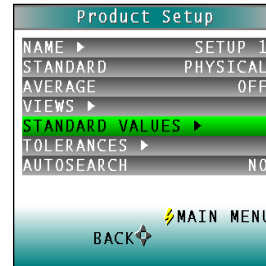 Product Setup
NAME ▶ SETUP 1
STANDARD PHYSICAL
AVERAGE OFF
VIEWS ▶
STANDARD VALUES ▶
TOLERANCES ▶
AUTOSEARCH NO
MAIN MENU
BACK